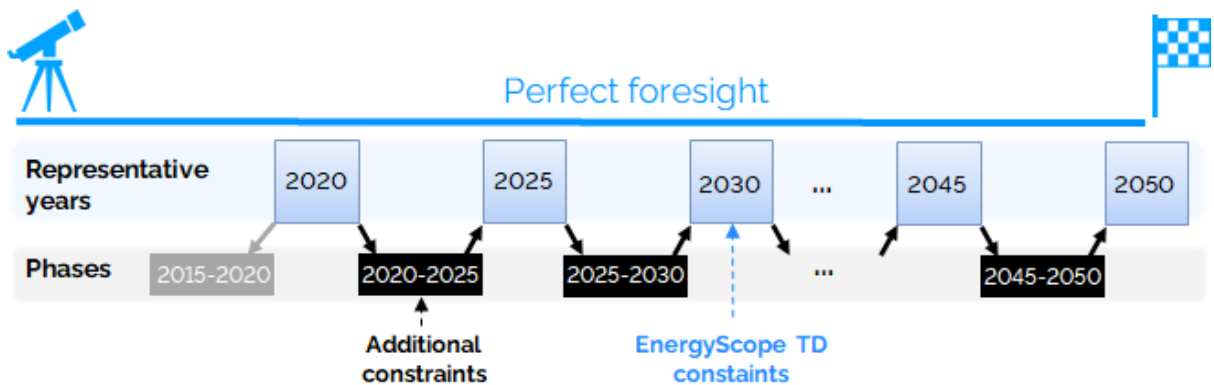 Perfect foresight
Representative years
2020
2025
2030
...
2045
2050
Phases
2015-2020
2020-2025
2025-2030
...
2045-2050
Additional
constraints
EnergyScope TD
constaints